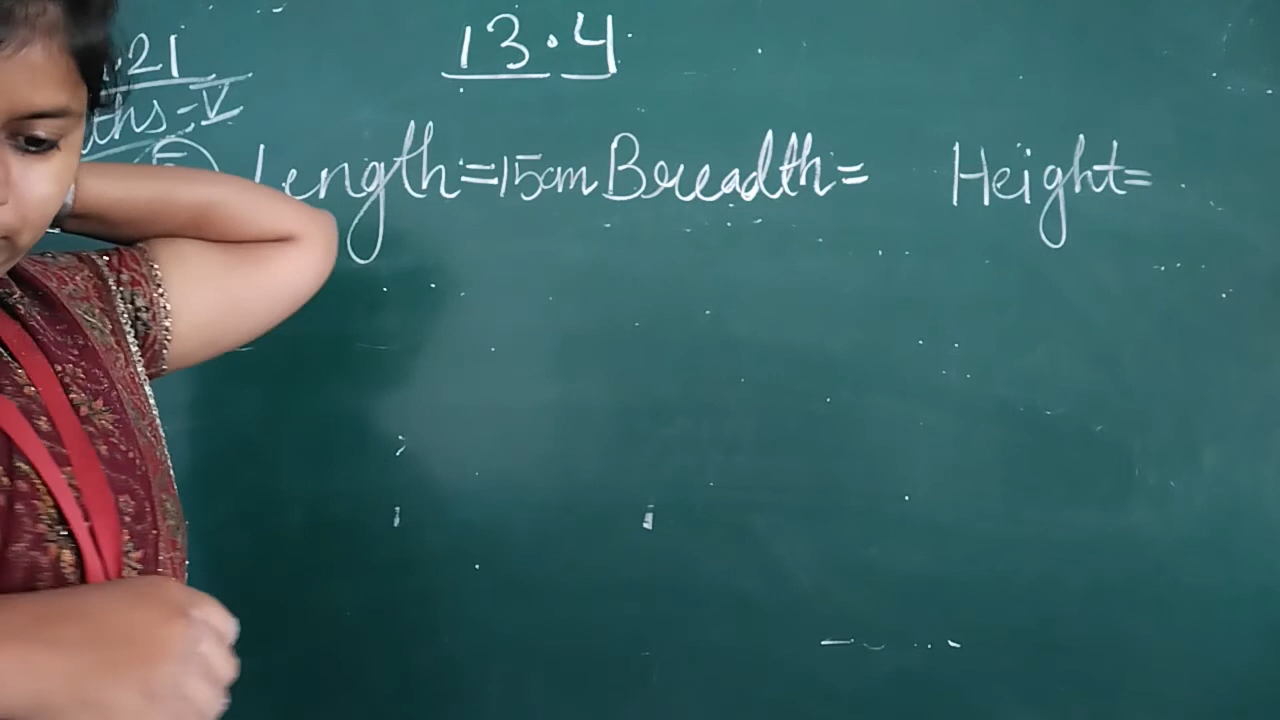 13.4
.21
ths-V
Length=15cm Breadth= Height=